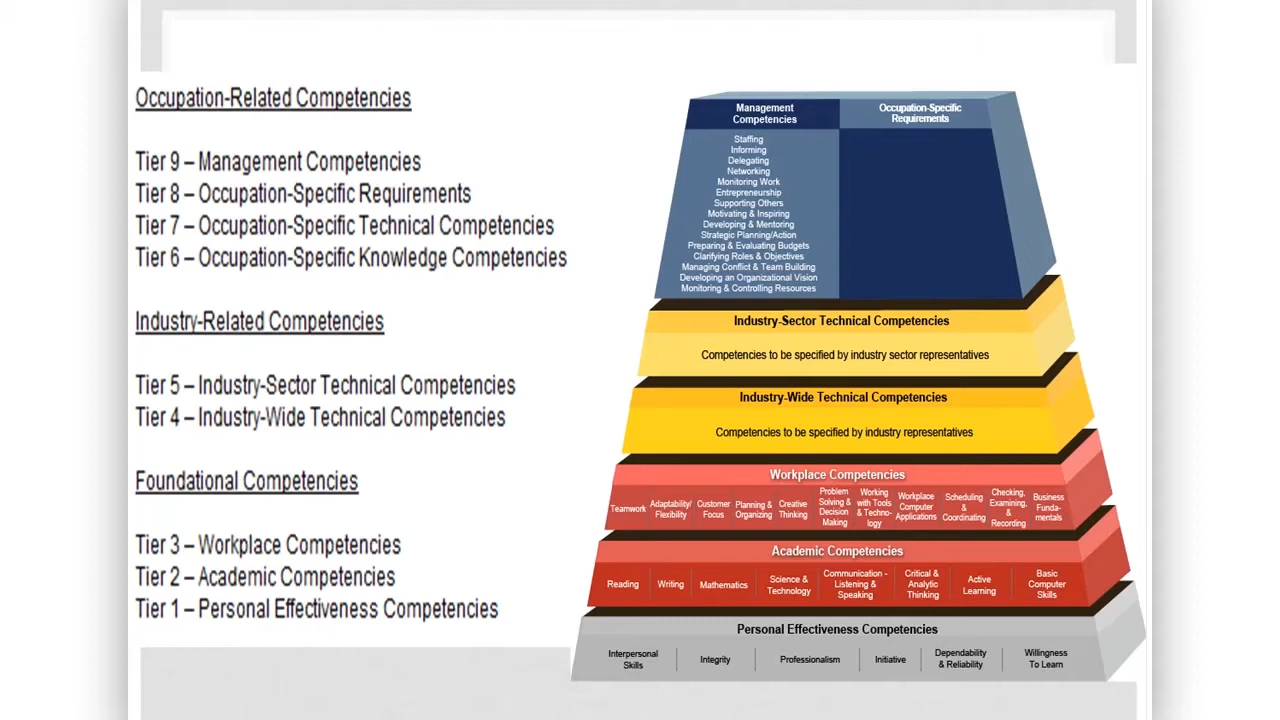 Occupation-Related Competencies
Tier 9 – Management Competencies
Tier 8 – Occupation-Specific Requirements
Tier 7 – Occupation-Specific Technical Competencies
Tier 6 – Occupation-Specific Knowledge Competencies
Industry-Related Competencies
Tier 5 – Industry-Sector Technical Competencies
Tier 4 – Industry-Wide Technical Competencies
Foundational Competencies
Tier 3 – Workplace Competencies
Tier 2 – Academic Competencies
Tier 1 – Personal Effectiveness Competencies
Management
Competencies
Staffing
Informing
Delegating
Networking
Monitoring Work
Entrepreneurship
Supporting Others
Motivating & Inspiring
Developing & Mentoring
Strategic Planning/Action
Preparing & Evaluating Budgets
Clarifying Roles & Objectives
Managing Conflict & Team Building
Developing an Organizational Vision
Monitoring & Controlling Resources
Occupation-Specific
Requirements
Industry-Sector Technical Competencies
Competencies to be specified by industry sector representatives
Industry-Wide Technical Competencies
Competencies to be specified by industry representatives
Workplace Competencies
Teamwork
Adaptability/
Flexibility
Customer
Focus
Planning &
Organizing
Creative
Thinking
Problem
Solving &
Decision
Making
Working
with Tools
& Techno-
logy
Workplace
Computer
Applications
Scheduling
&
Coordinating
Checking,
Examining,
&
Recording
Business
Funda-
mentals
Academic Competencies
Reading
Writing
Mathematics
Science &
Technology
Communication -
Listening &
Speaking
Critical &
Analytic
Thinking
Active
Learning
Basic
Computer
Skills
Personal Effectiveness Competencies
Interpersonal
Skills
Integrity
Professionalism
Initiative
Dependability
& Reliability
Willingness
To Learn